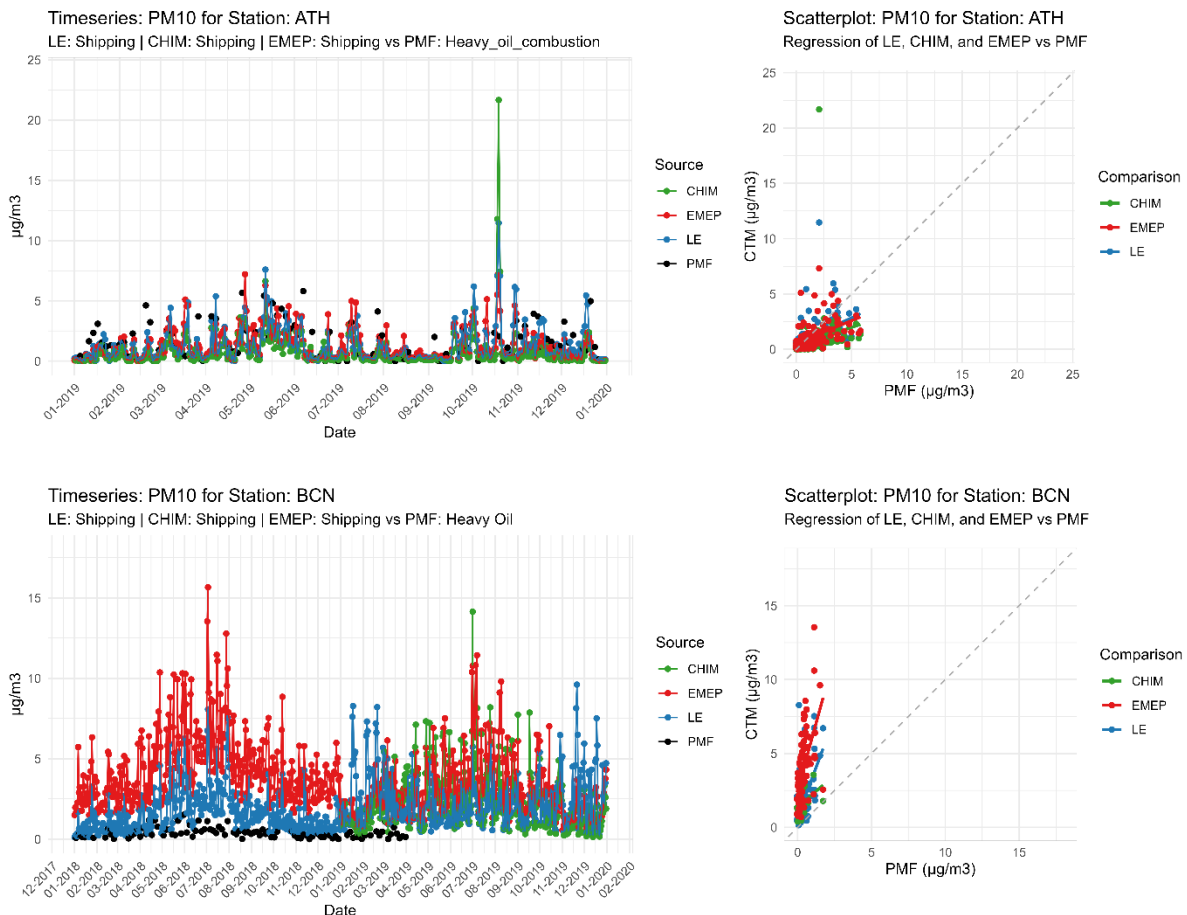 Timeseries: PM10 for Station: ATH
LE: Shipping | CHIM: Shipping | EMEP: Shipping vs PMF: Heavy_oil_combustion
25
20
15
10
5
0
µg/m3
01-2019
02-2019
03-2019
04-2019
05-2019
06-2019
07-2019
08-2019
09-2019
10-2019
11-2019
12-2019
01-2020
Date
Source
CHIM
EMEP
LE
PMF
Scatterplot: PM10 for Station: ATH
Regression of LE, CHIM, and EMEP vs PMF
25
20
15
10
5
0
CTM (µg/m3)
0
5
10
15
20
25
PMF (µg/m3)
Comparison
CHIM
EMEP
LE
Timeseries: PM10 for Station: BCN
LE: Shipping | CHIM: Shipping | EMEP: Shipping vs PMF: Heavy Oil
15
10
5
0
µg/m3
12-2017
01-2018
02-2018
03-2018
04-2018
05-2018
06-2018
07-2018
08-2018
09-2018
10-2018
11-2018
12-2018
01-2019
02-2019
03-2019
04-2019
05-2019
06-2019
07-2019
08-2019
09-2019
10-2019
11-2019
12-2019
01-2020
02-2020
Date
Source
CHIM
EMEP
LE
PMF
Scatterplot: PM10 for Station: BCN
Regression of LE, CHIM, and EMEP vs PMF
15
10
5
0
CTM (µg/m3)
0
5
10
15
PMF (µg/m3)
Comparison
CHIM
EMEP
LE